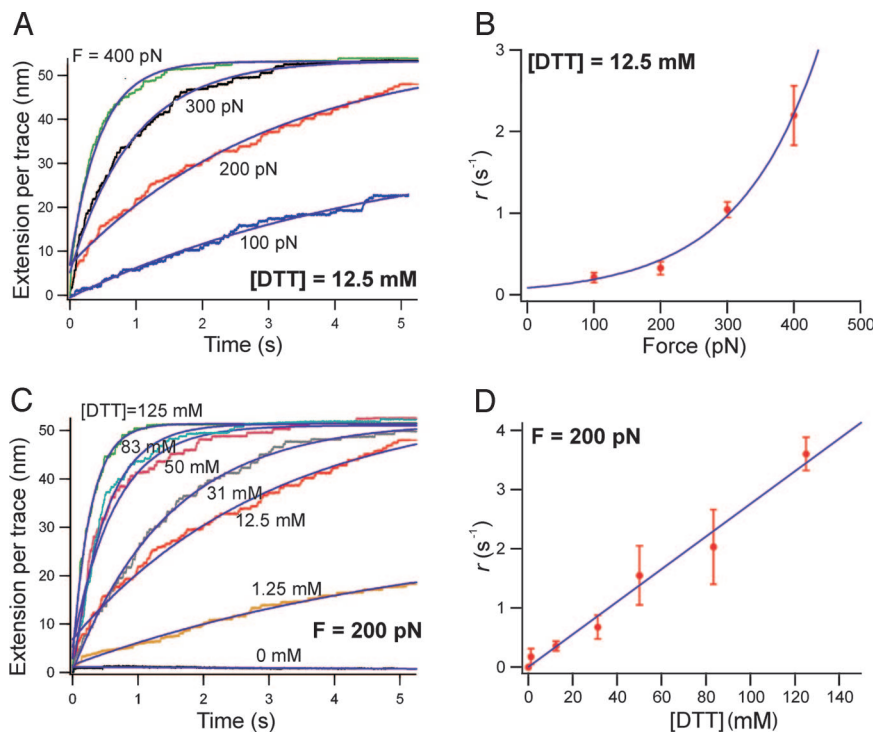 A
F = 400 pN
300 pN
200 pN
100 pN
[DTT] = 12.5 mM
Extension per trace (nm)
50
40
30
20
10
0
0
1
2
3
4
5
Time (s)
B
[DTT] = 12.5 mM
r (s⁻¹)
3
2
1
0
0
100
200
300
400
500
Force (pN)
C
[DTT]=125 mM
83 mM
50 mM
31 mM
12.5 mM
1.25 mM
F = 200 pN
0 mM
Extension per trace (nm)
50
40
30
20
10
0
0
1
2
3
4
5
Time (s)
D
F = 200 pN
r (s⁻¹)
4
2
0
0
20
40
60
80
100
120
140
[DTT] (mM)